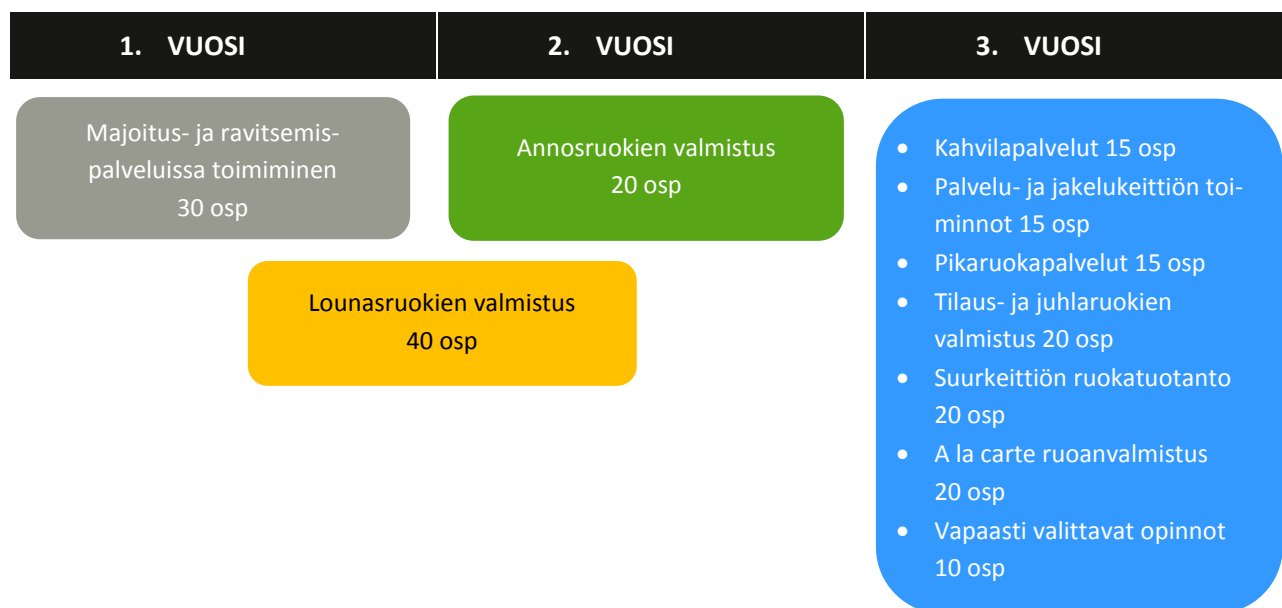 1. VUOSI
2. VUOSI
3. VUOSI
Majoitus- ja ravitsemis-
palveluissa toimiminen
30 osp
Annosruokien valmistus
20 osp
Lounasruokien valmistus
40 osp
• Kahvilapalvelut 15 osp
• Palvelu- ja jakelukeittiön toi-
minnot 15 osp
• Pikaruokapalvelut 15 osp
• Tilaus- ja juhlaruokien
valmistus 20 osp
• Suurkeittiön ruokatuotanto
20 osp
• A la carte ruoanvalmistus
20 osp
• Vapaasti valittavat opinnot
10 osp